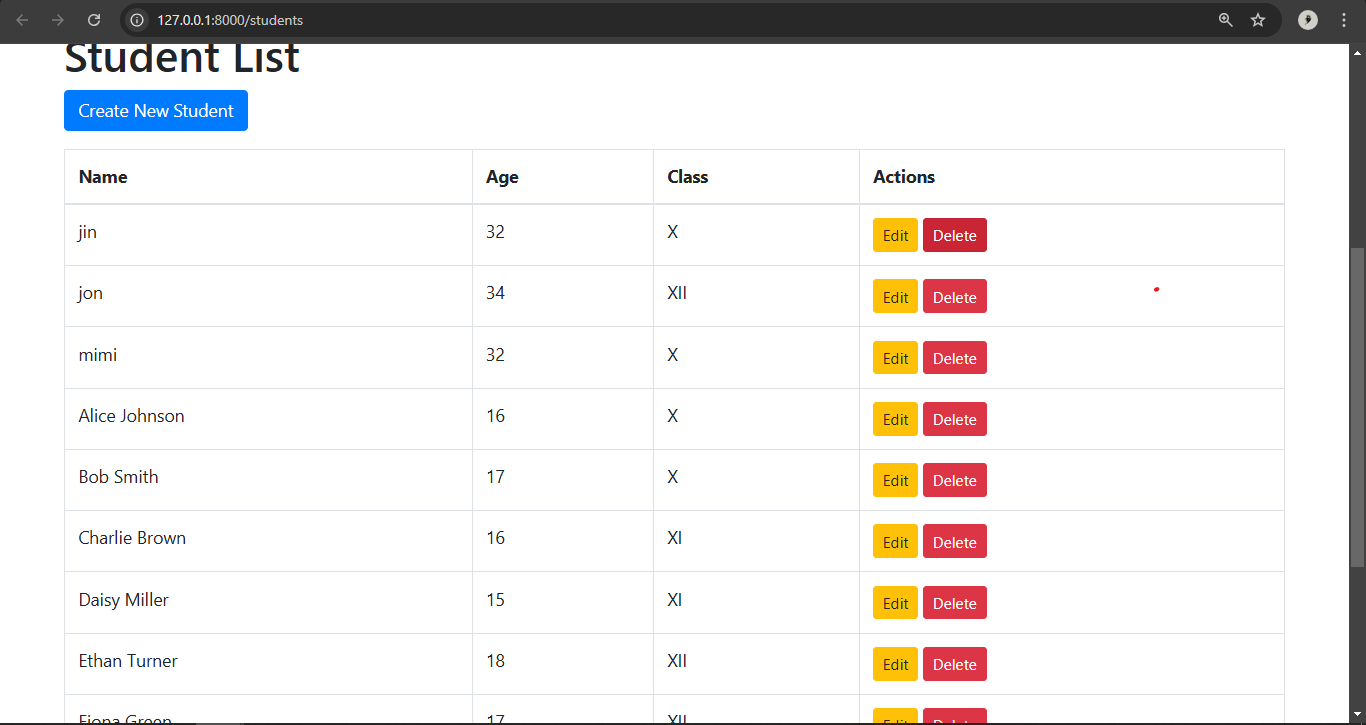 127.0.0.1:8000/students
Student List
Create New Student
Name Age Class Actions
jin 32 X Edit Delete
jon 34 XII Edit Delete
mimi 32 X Edit Delete
Alice Johnson 16 X Edit Delete
Bob Smith 17 X Edit Delete
Charlie Brown 16 XI Edit Delete
Daisy Miller 15 XI Edit Delete
Ethan Turner 18 XII Edit Delete
Fiona Green 17 XII Edit Delete